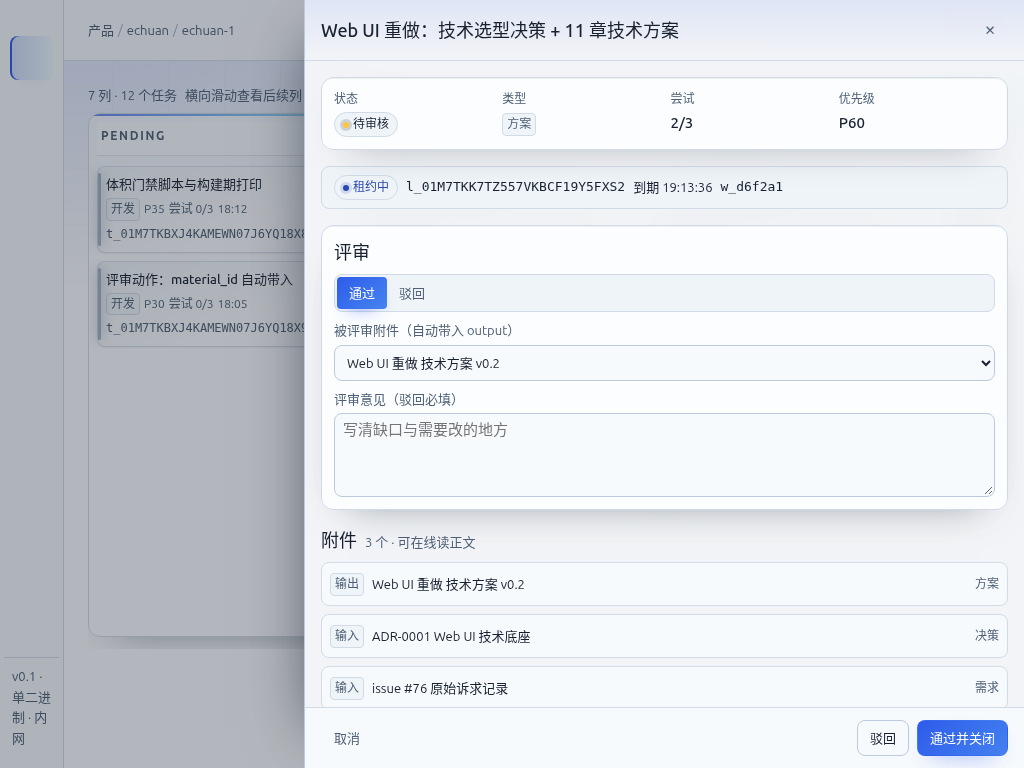 产品 / echuan / echuan-1
7 列 · 12 个任务 横向滑动查看后续列
PENDING
体积门禁脚本与构建期打印
开发 P35 尝试 0/3 18:12
t_01M7TKBXJ4KAMEWN07J6YQ18X
评审动作：material_id 自动带入
开发 P30 尝试 0/3 18:05
t_01M7TKBXJ4KAMEWN07J6YQ18X
v0.1 ·
单二进
制 · 内
网
Web UI 重做：技术选型决策 + 11 章技术方案
×
状态 类型 尝试 优先级
待审核 方案 2/3 P60
租约中 l_01M7TKK7TZ557VKBCF19Y5FXS2 到期 19:13:36 w_d6f2a1
评审
通过 驳回
被评审附件（自动带入 output）
Web UI 重做 技术方案 v0.2
评审意见（驳回必填）
写清缺口与需要改的地方
附件 3 个 · 可在线读正文
输出 Web UI 重做 技术方案 v0.2 方案
输入 ADR-0001 Web UI 技术底座 决策
输入 issue #76 原始诉求记录 需求
取消 驳回 通过并关闭